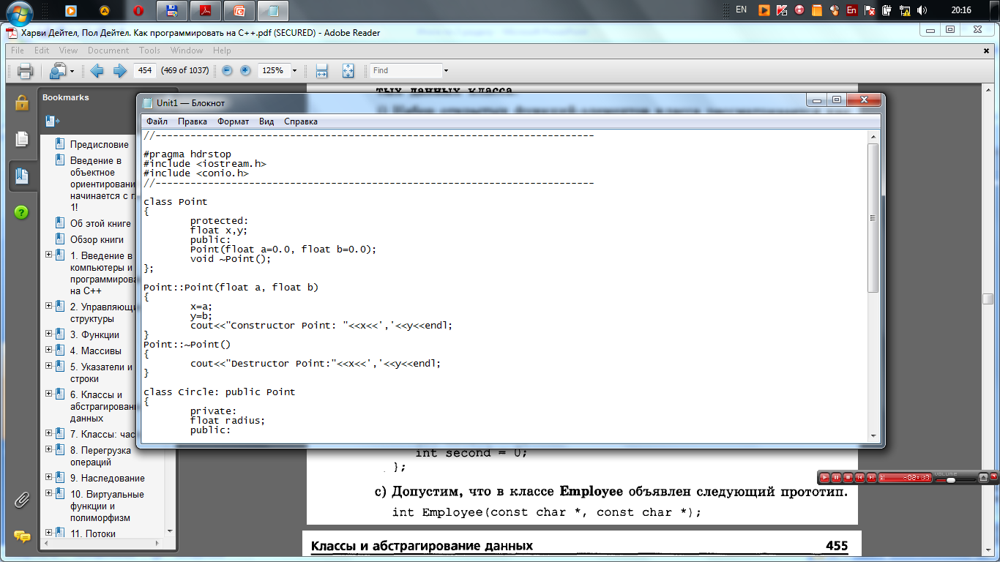 EN
En
20:16
Харви Дейтел, Пол Дейтел. Как программировать на C++.pdf (SECURED) - Adobe Reader
File Edit View Document Tools Window Help
454 (469 of 1037) 125% Find
Bookmarks
Предисловие
Введение в
объектное
ориентировани
начинается с г.
1!
Об этой книге
Обзор книги
1. Введение в
компьютеры и
программирова
на C++
2. Управляющи
структуры
3. Функции
4. Массивы
5. Указатели и
строки
6. Классы и
абстрагировани
данных
7. Классы: час
8. Перегрузка
операций
9. Наследование
10. Виртуальные
функции и
полиморфизм
11. Потоки
тых данных класса.
Unit1 — Блокнот
Файл Правка Формат Вид Справка
//---------------------------------------------------------------------------
#pragma hdrstop
#include <iostream.h>
#include <conio.h>
//---------------------------------------------------------------------------
class Point
{
protected:
float x,y;
public:
Point(float a=0.0, float b=0.0);
void ~Point();
};
Point::Point(float a, float b)
{
x=a;
y=b;
cout<<"Constructor Point: "<<x<<','<<y<<endl;
}
Point::~Point()
{
cout<<"Destructor Point:"<<x<<','<<y<<endl;
}
class Circle: public Point
{
private:
float radius;
public:
int second = 0;
};
VOLUME
c) Допустим, что в классе Employee объявлен следующий прототип.
int Employee(const char *, const char *);
Классы и абстрагирование данных 455